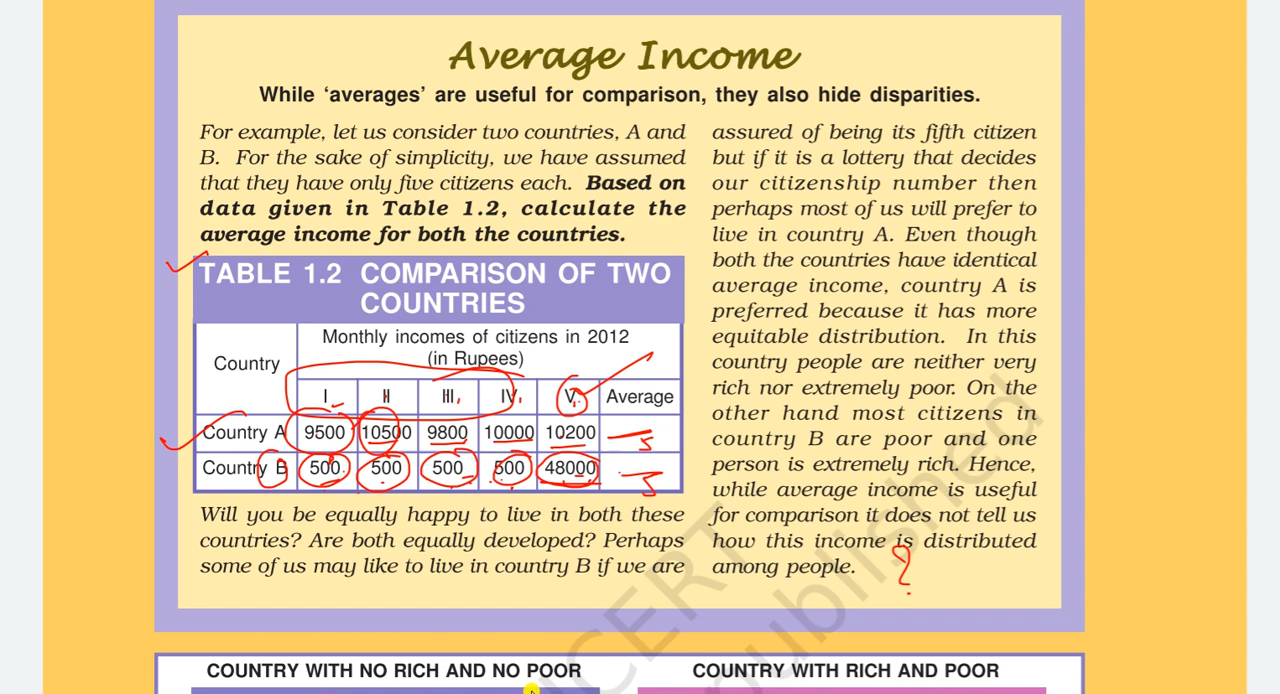 Average Income
While ‘averages’ are useful for comparison, they also hide disparities.
For example, let us consider two countries, A and
B. For the sake of simplicity, we have assumed
that they have only five citizens each. Based on
data given in Table 1.2, calculate the
average income for both the countries.
TABLE 1.2 COMPARISON OF TWO
COUNTRIES
Country
Monthly incomes of citizens in 2012
(in Rupees)
I II III IV V Average
Country A 9500 10500 9800 10000 10200 5
Country B 500 500 500 500 48000 5
Will you be equally happy to live in both these
countries? Are both equally developed? Perhaps
some of us may like to live in country B if we are
assured of being its fifth citizen
but if it is a lottery that decides
our citizenship number then
perhaps most of us will prefer to
live in country A. Even though
both the countries have identical
average income, country A is
preferred because it has more
equitable distribution. In this
country people are neither very
rich nor extremely poor. On the
other hand most citizens in
country B are poor and one
person is extremely rich. Hence,
while average income is useful
for comparison it does not tell us
how this income is distributed
among people.
?
COUNTRY WITH NO RICH AND NO POOR
COUNTRY WITH RICH AND POOR
NCERT
published